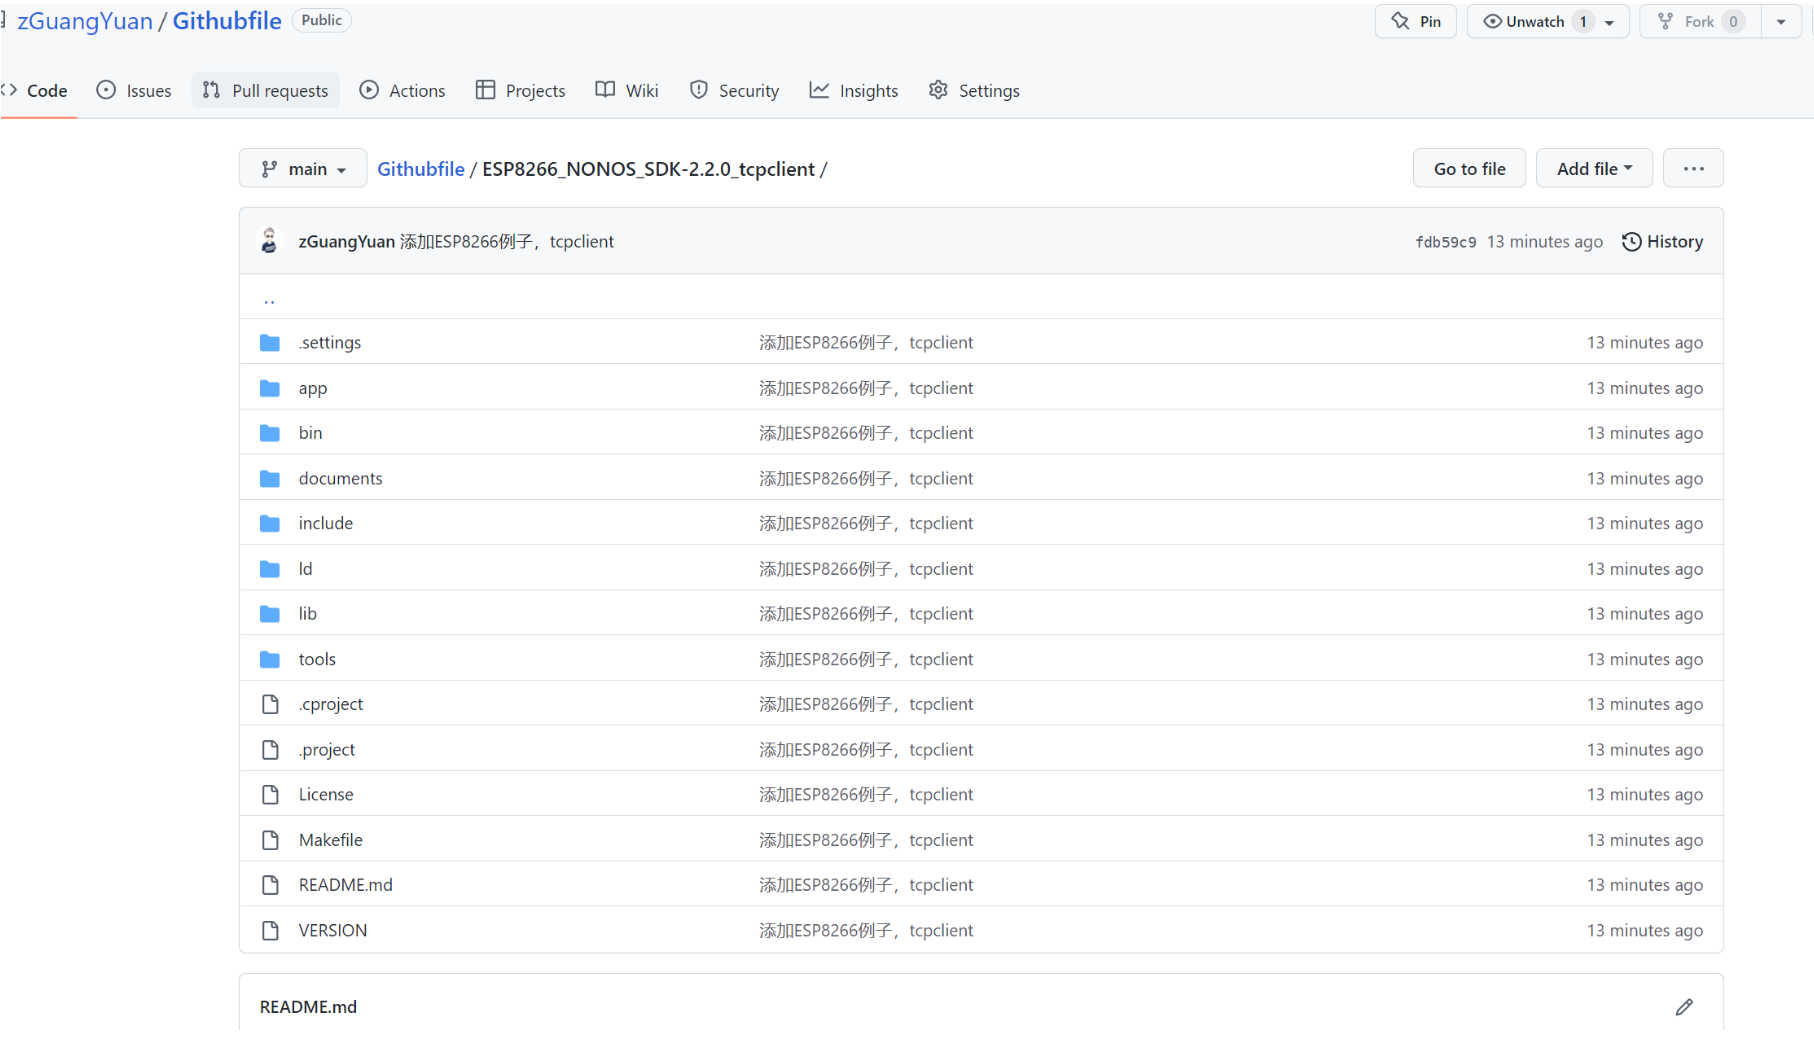 zGuangYuan / Githubfile Public Pin Unwatch 1 Fork 0
Code Issues Pull requests Actions Projects Wiki Security Insights Settings
main Githubfile / ESP8266_NONOS_SDK-2.2.0_tcpclient / Go to file Add file ...
zGuangYuan 添加ESP8266例子，tcpclient fdb59c9 13 minutes ago History
..
.settings 添加ESP8266例子，tcpclient 13 minutes ago
app 添加ESP8266例子，tcpclient 13 minutes ago
bin 添加ESP8266例子，tcpclient 13 minutes ago
documents 添加ESP8266例子，tcpclient 13 minutes ago
include 添加ESP8266例子，tcpclient 13 minutes ago
ld 添加ESP8266例子，tcpclient 13 minutes ago
lib 添加ESP8266例子，tcpclient 13 minutes ago
tools 添加ESP8266例子，tcpclient 13 minutes ago
.cproject 添加ESP8266例子，tcpclient 13 minutes ago
.project 添加ESP8266例子，tcpclient 13 minutes ago
License 添加ESP8266例子，tcpclient 13 minutes ago
Makefile 添加ESP8266例子，tcpclient 13 minutes ago
README.md 添加ESP8266例子，tcpclient 13 minutes ago
VERSION 添加ESP8266例子，tcpclient 13 minutes ago
README.md